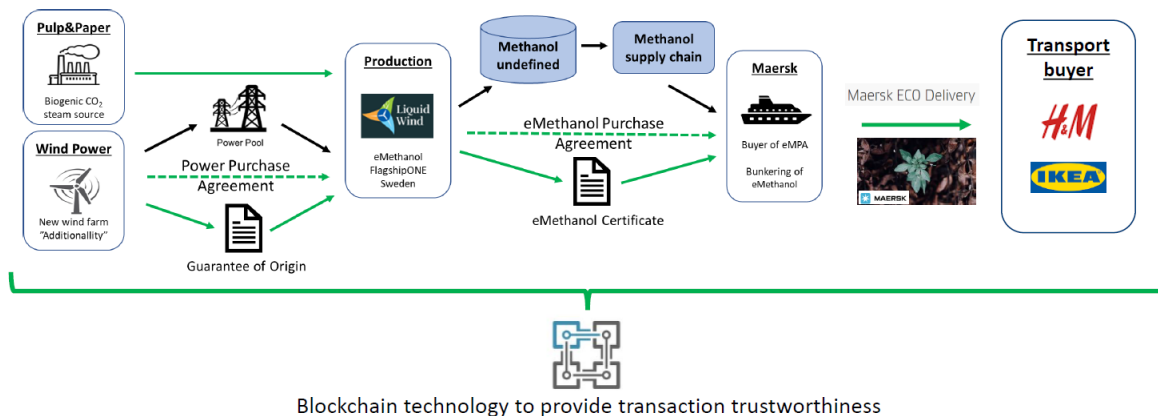 Pulp&Paper
Biogenic CO₂
steam source
Wind Power
New wind farm
"Additionallity"
Power Pool
Power Purchase
Agreement
Guarantee of Origin
Production
Liquid
Wind
eMethanol
FlagshipONE
Sweden
Methanol
undefined
Methanol
supply chain
eMethanol Purchase
Agreement
eMethanol Certificate
Maersk
Buyer of eMPA
Bunkering of
eMethanol
Maersk ECO Delivery
MAERSK
Transport
buyer
H&M
IKEA
Blockchain technology to provide transaction trustworthiness